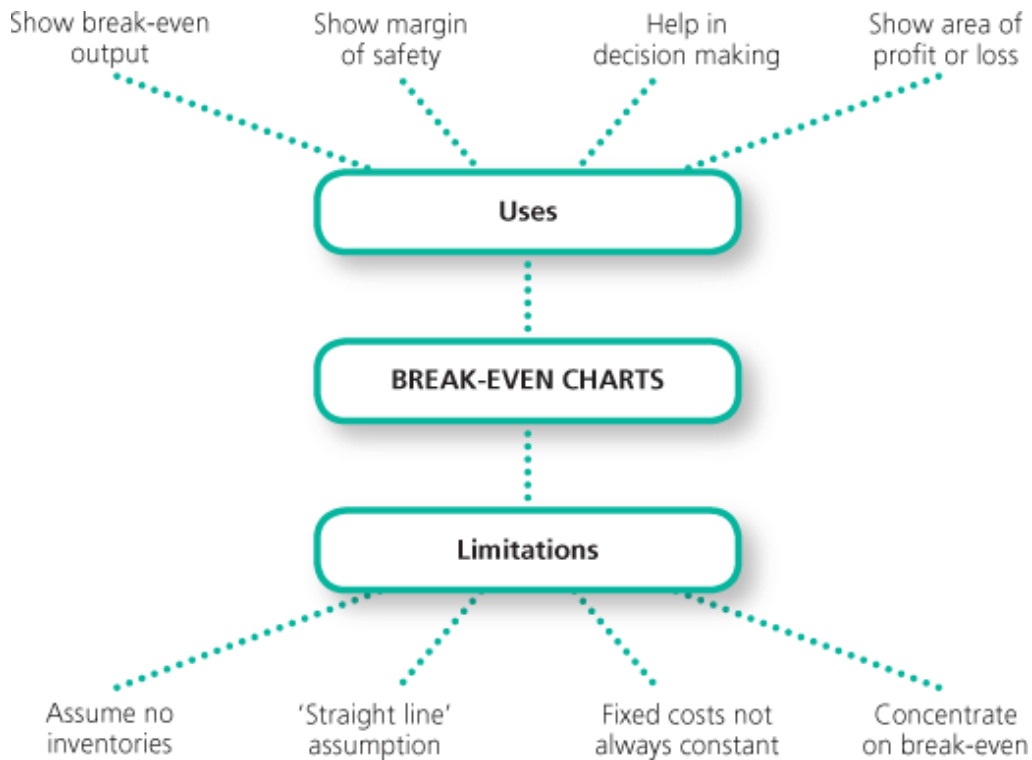 Show break-even
output
Show margin
of safety
Help in
decision making
Show area of
profit or loss
Uses
BREAK-EVEN CHARTS
Limitations
Assume no
inventories
‘Straight line’
assumption
Fixed costs not
always constant
Concentrate
on break-even